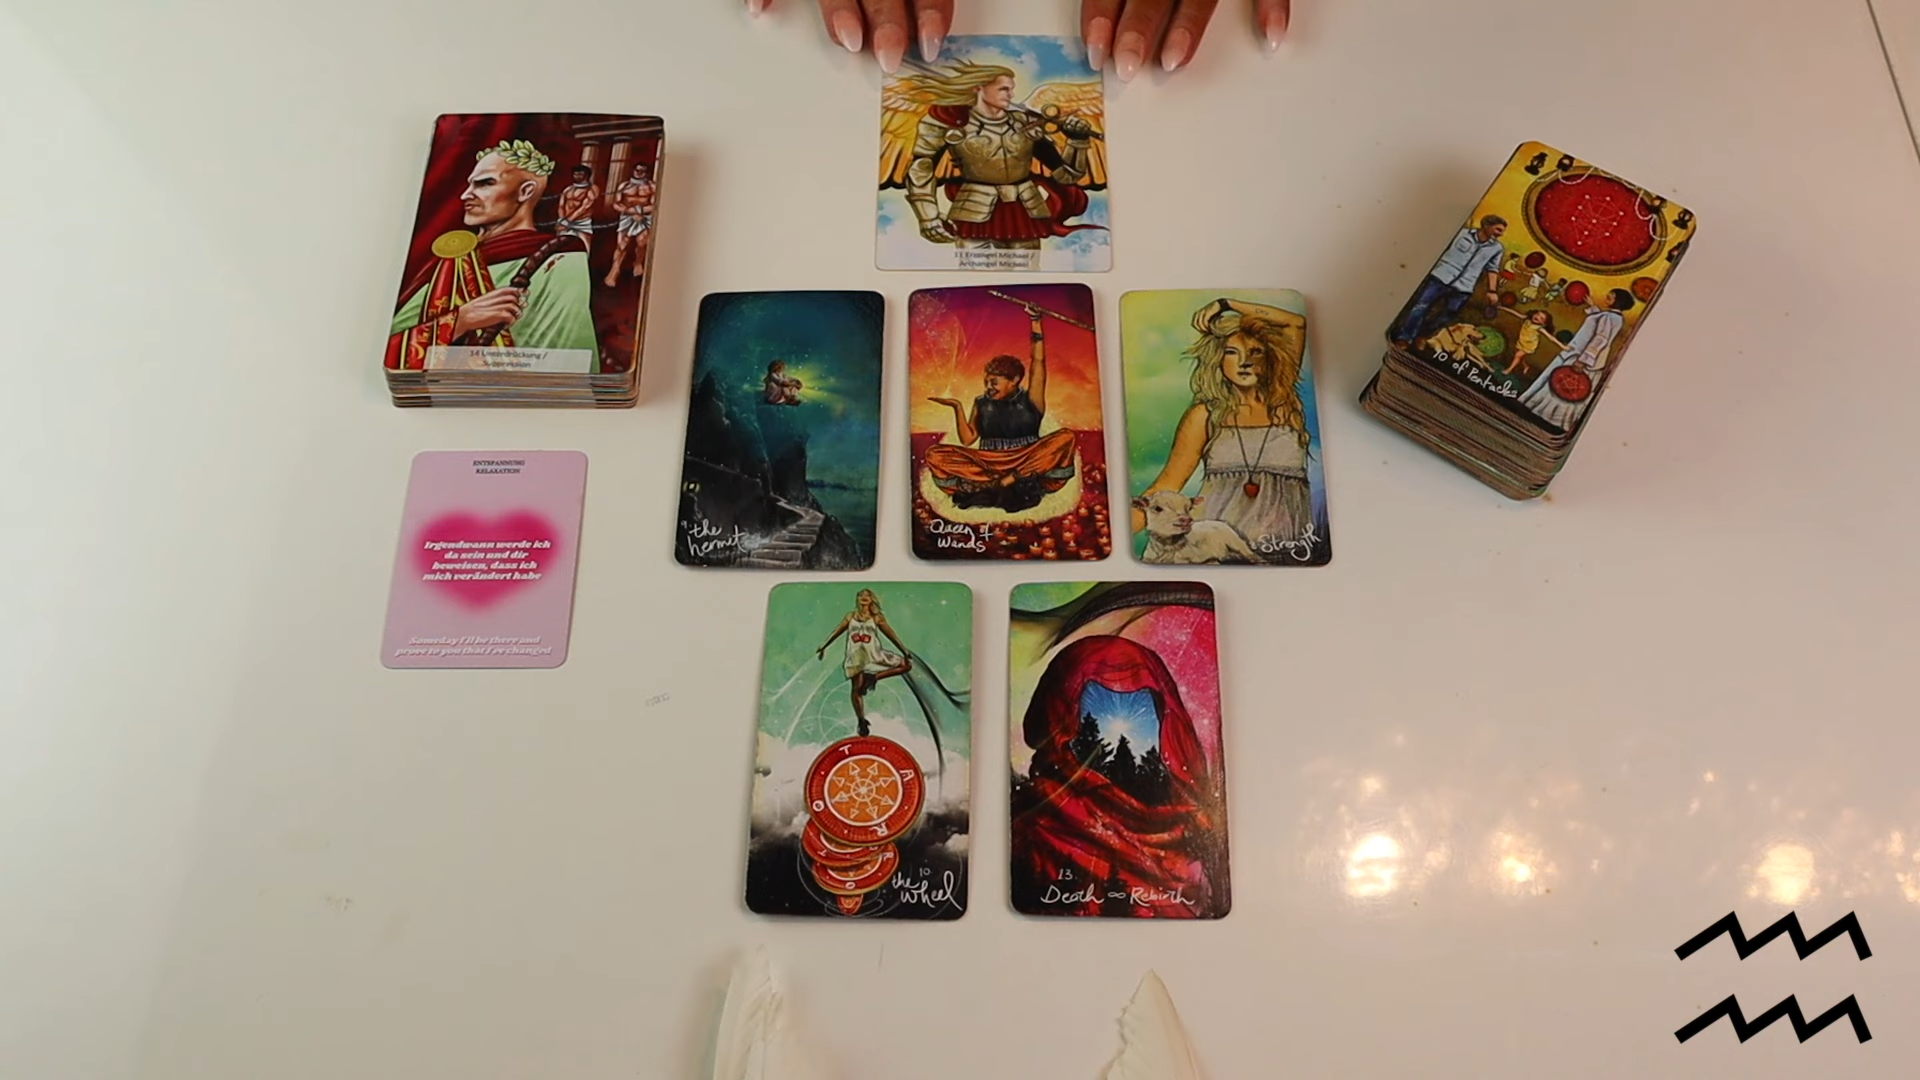 11 Erzengel Michael /
Archangel Michael
34 Unterdrückung /
Suppression
10 of Pentacles
9 the
hermit
Queen of
Wands
Strength
ENTSPANNUNG
RELAXATION
Irgendwann werde ich
da sein und dir
beweisen, dass ich
mich verändert habe
Someday I'll be there and
prove to you that I've changed
T
A
R
O
10
the
wheel
13.
Death ∞ Rebirth